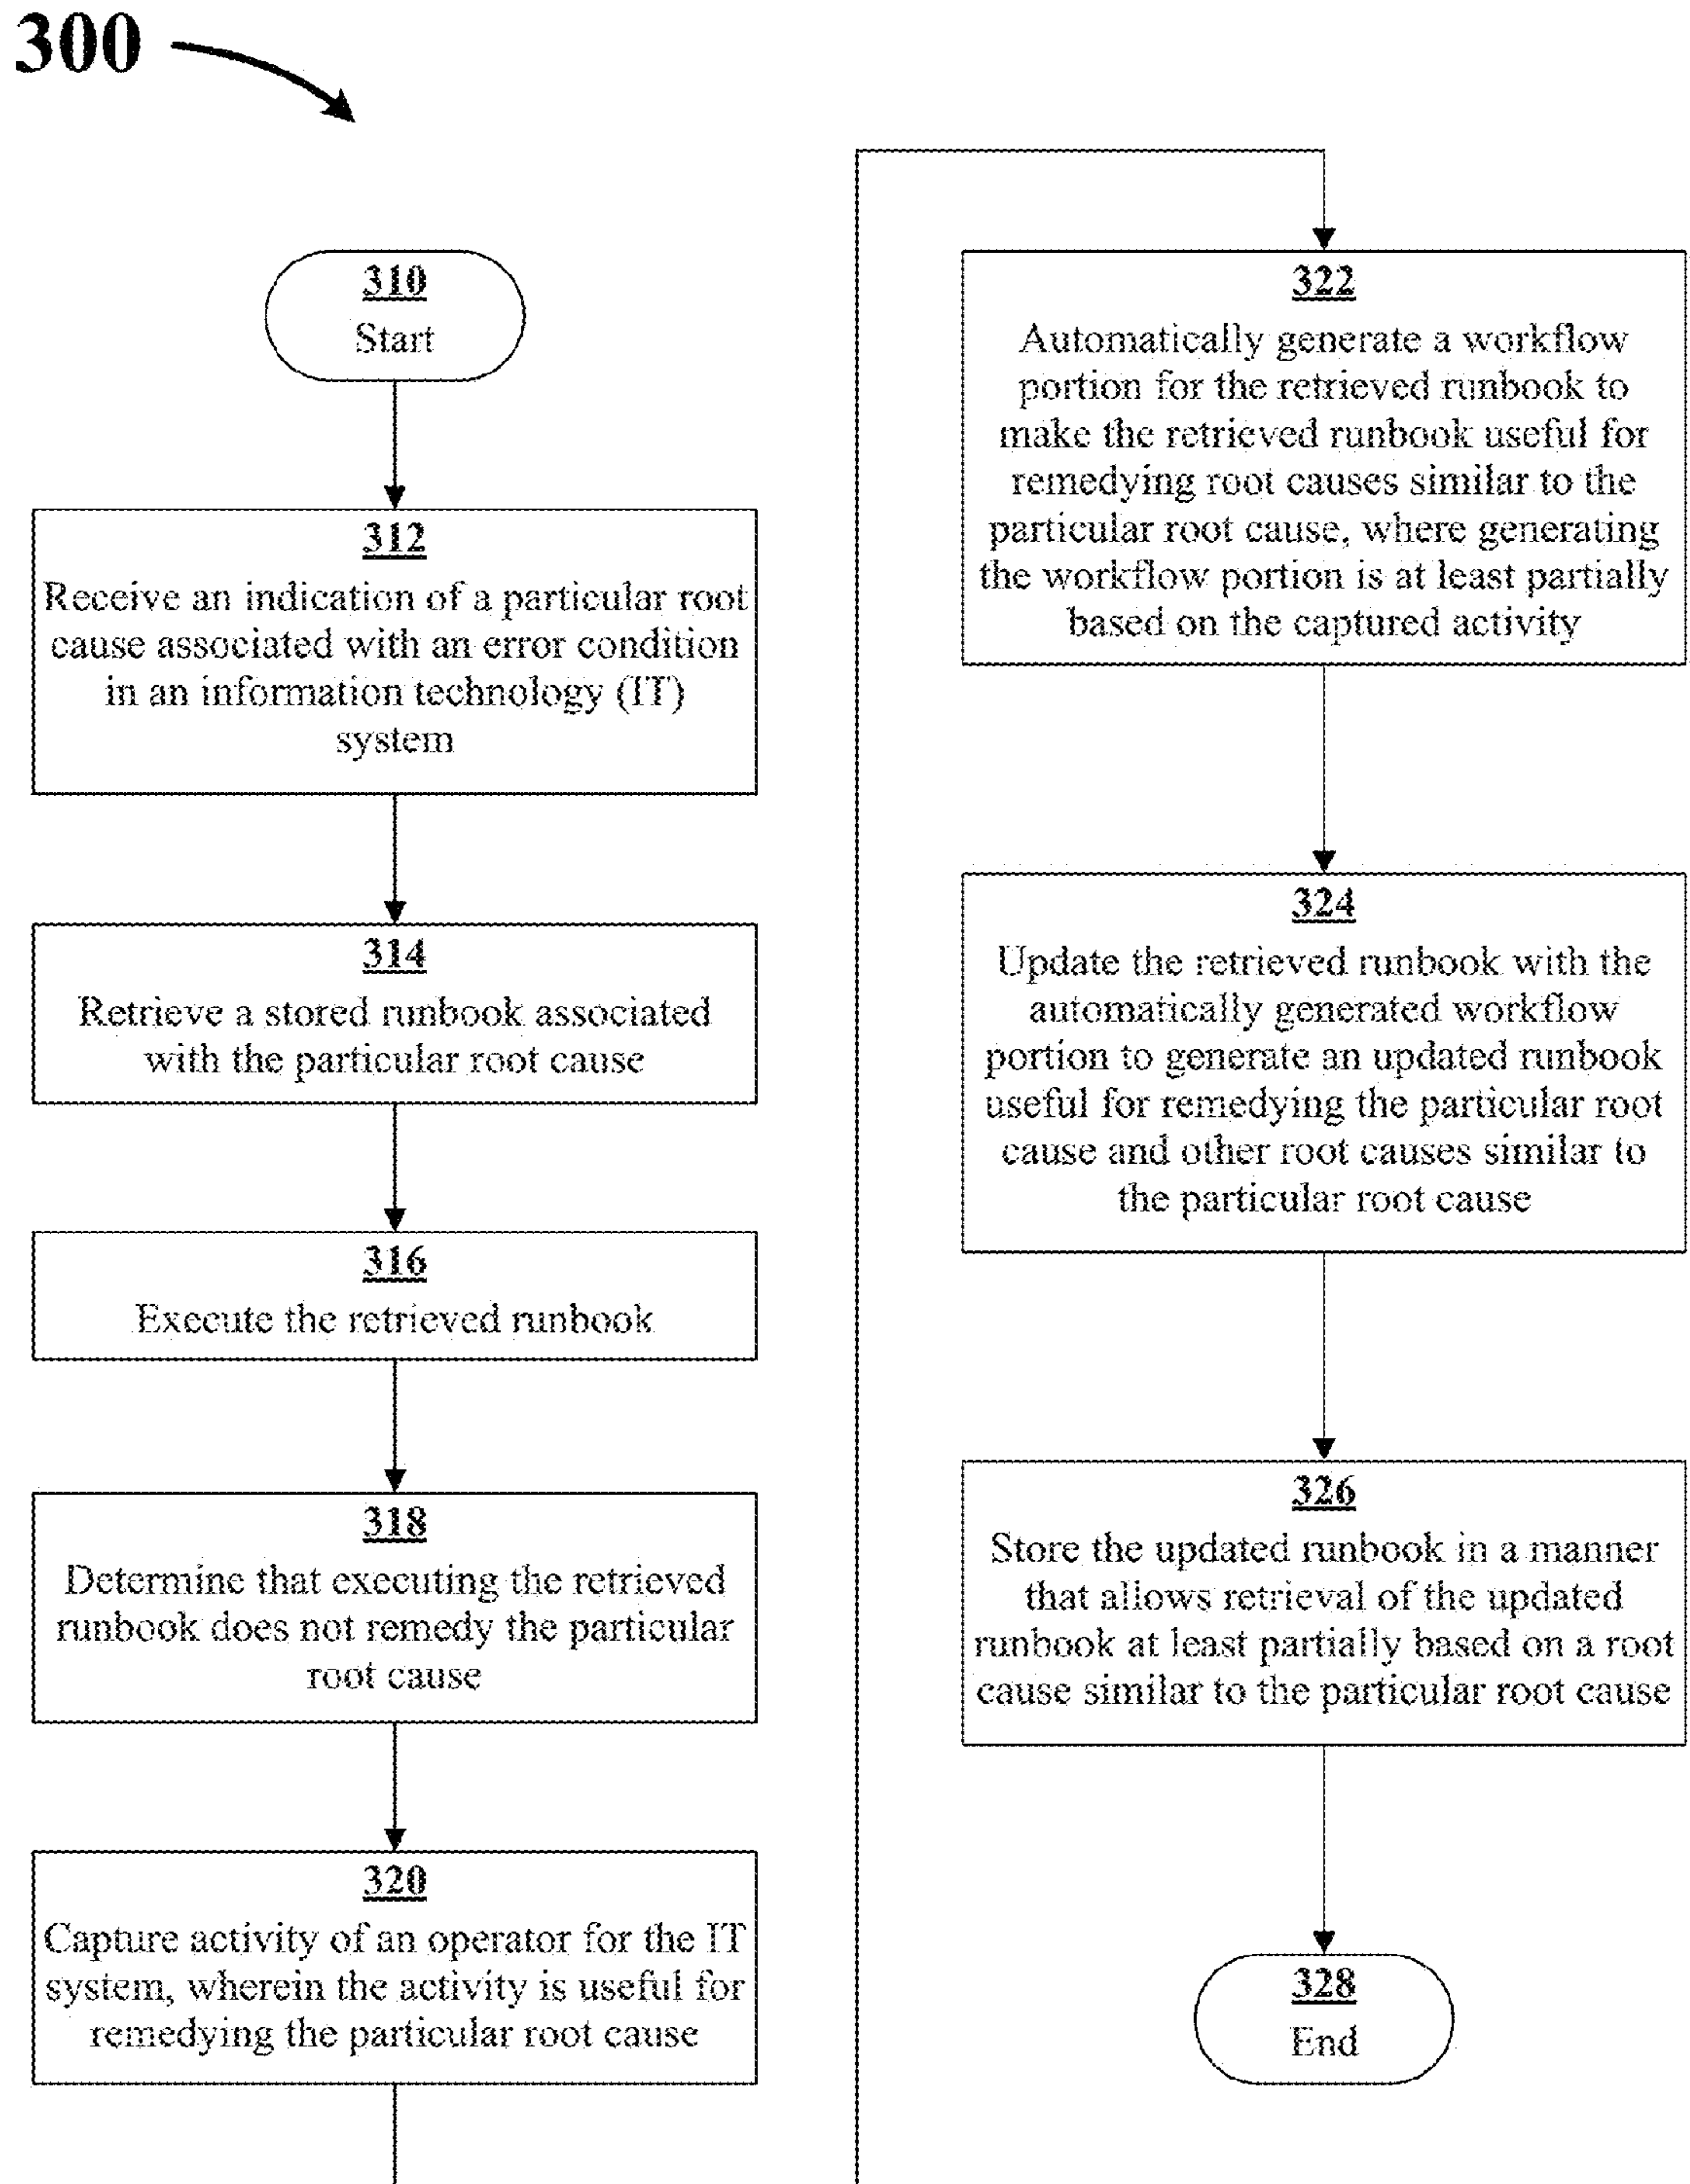 300
310
Start
312
Receive an indication of a particular root
cause associated with an error condition
in an information technology (IT)
system
314
Retrieve a stored runbook associated
with the particular root cause
316
Execute the retrieved runbook
318
Determine that executing the retrieved
runbook does not remedy the particular
root cause
320
Capture activity of an operator for the IT
system, wherein the activity is useful for
remedying the particular root cause
322
Automatically generate a workflow
portion for the retrieved runbook to
make the retrieved runbook useful for
remedying root causes similar to the
particular root cause, where generating
the workflow portion is at least partially
based on the captured activity
324
Update the retrieved runbook with the
automatically generated workflow
portion to generate an updated runbook
useful for remedying the particular root
cause and other root causes similar to
the particular root cause
326
Store the updated runbook in a manner
that allows retrieval of the updated
runbook at least partially based on a root
cause similar to the particular root cause
328
End